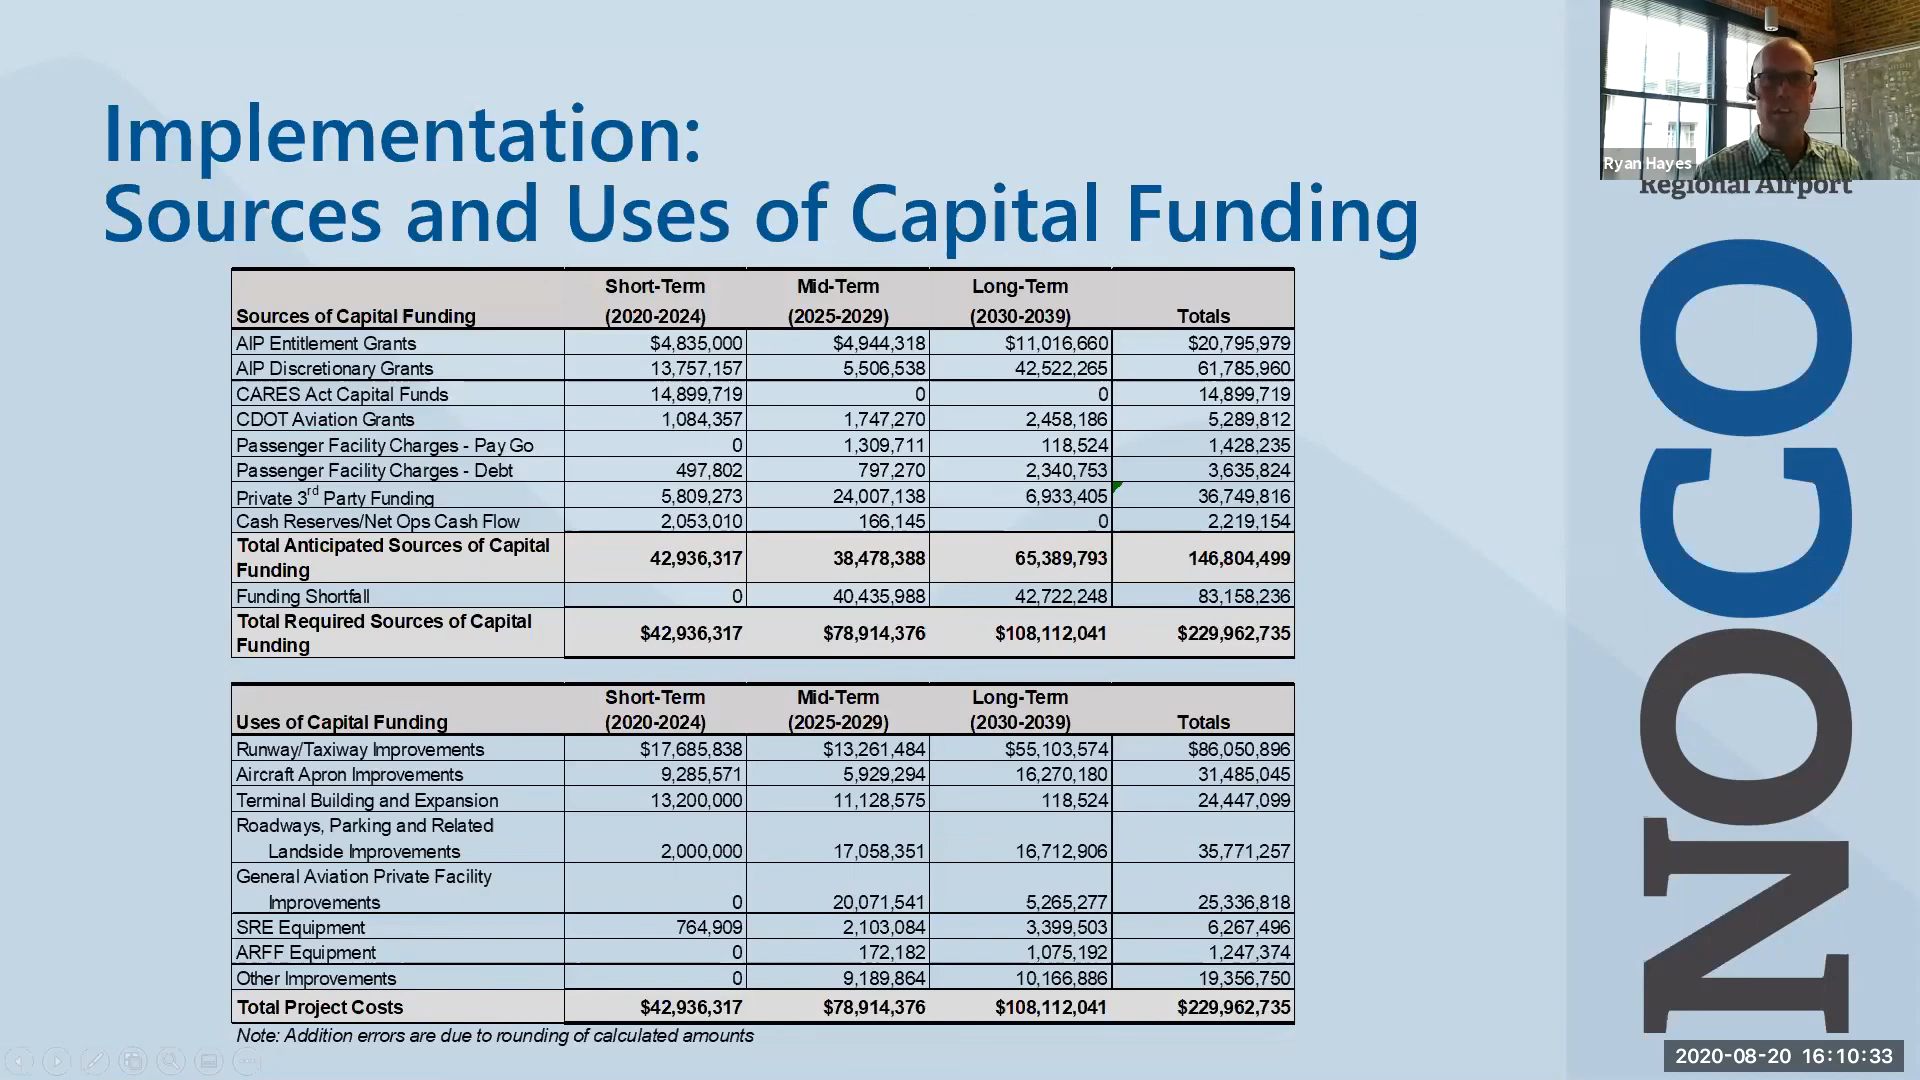 Implementation:
Sources and Uses of Capital Funding
Ryan Hayes
Regional Airport
NOCO
Short-Term Mid-Term Long-Term
Sources of Capital Funding (2020-2024) (2025-2029) (2030-2039) Totals
AIP Entitlement Grants $4,835,000 $4,944,318 $11,016,660 $20,795,979
AIP Discretionary Grants 13,757,157 5,506,538 42,522,265 61,785,960
CARES Act Capital Funds 14,899,719 0 0 14,899,719
CDOT Aviation Grants 1,084,357 1,747,270 2,458,186 5,289,812
Passenger Facility Charges - Pay Go 0 1,309,711 118,524 1,428,235
Passenger Facility Charges - Debt 497,802 797,270 2,340,753 3,635,824
Private 3rd Party Funding 5,809,273 24,007,138 6,933,405 36,749,816
Cash Reserves/Net Ops Cash Flow 2,053,010 166,145 0 2,219,154
Total Anticipated Sources of Capital
Funding 42,936,317 38,478,388 65,389,793 146,804,499
Funding Shortfall 0 40,435,988 42,722,248 83,158,236
Total Required Sources of Capital
Funding $42,936,317 $78,914,376 $108,112,041 $229,962,735
Short-Term Mid-Term Long-Term
Uses of Capital Funding (2020-2024) (2025-2029) (2030-2039) Totals
Runway/Taxiway Improvements $17,685,838 $13,261,484 $55,103,574 $86,050,896
Aircraft Apron Improvements 9,285,571 5,929,294 16,270,180 31,485,045
Terminal Building and Expansion 13,200,000 11,128,575 118,524 24,447,099
Roadways, Parking and Related
Landside Improvements 2,000,000 17,058,351 16,712,906 35,771,257
General Aviation Private Facility
Improvements 0 20,071,541 5,265,277 25,336,818
SRE Equipment 764,909 2,103,084 3,399,503 6,267,496
ARFF Equipment 0 172,182 1,075,192 1,247,374
Other Improvements 0 9,189,864 10,166,886 19,356,750
Total Project Costs $42,936,317 $78,914,376 $108,112,041 $229,962,735
Note: Addition errors are due to rounding of calculated amounts
2020-08-20 16:10:33